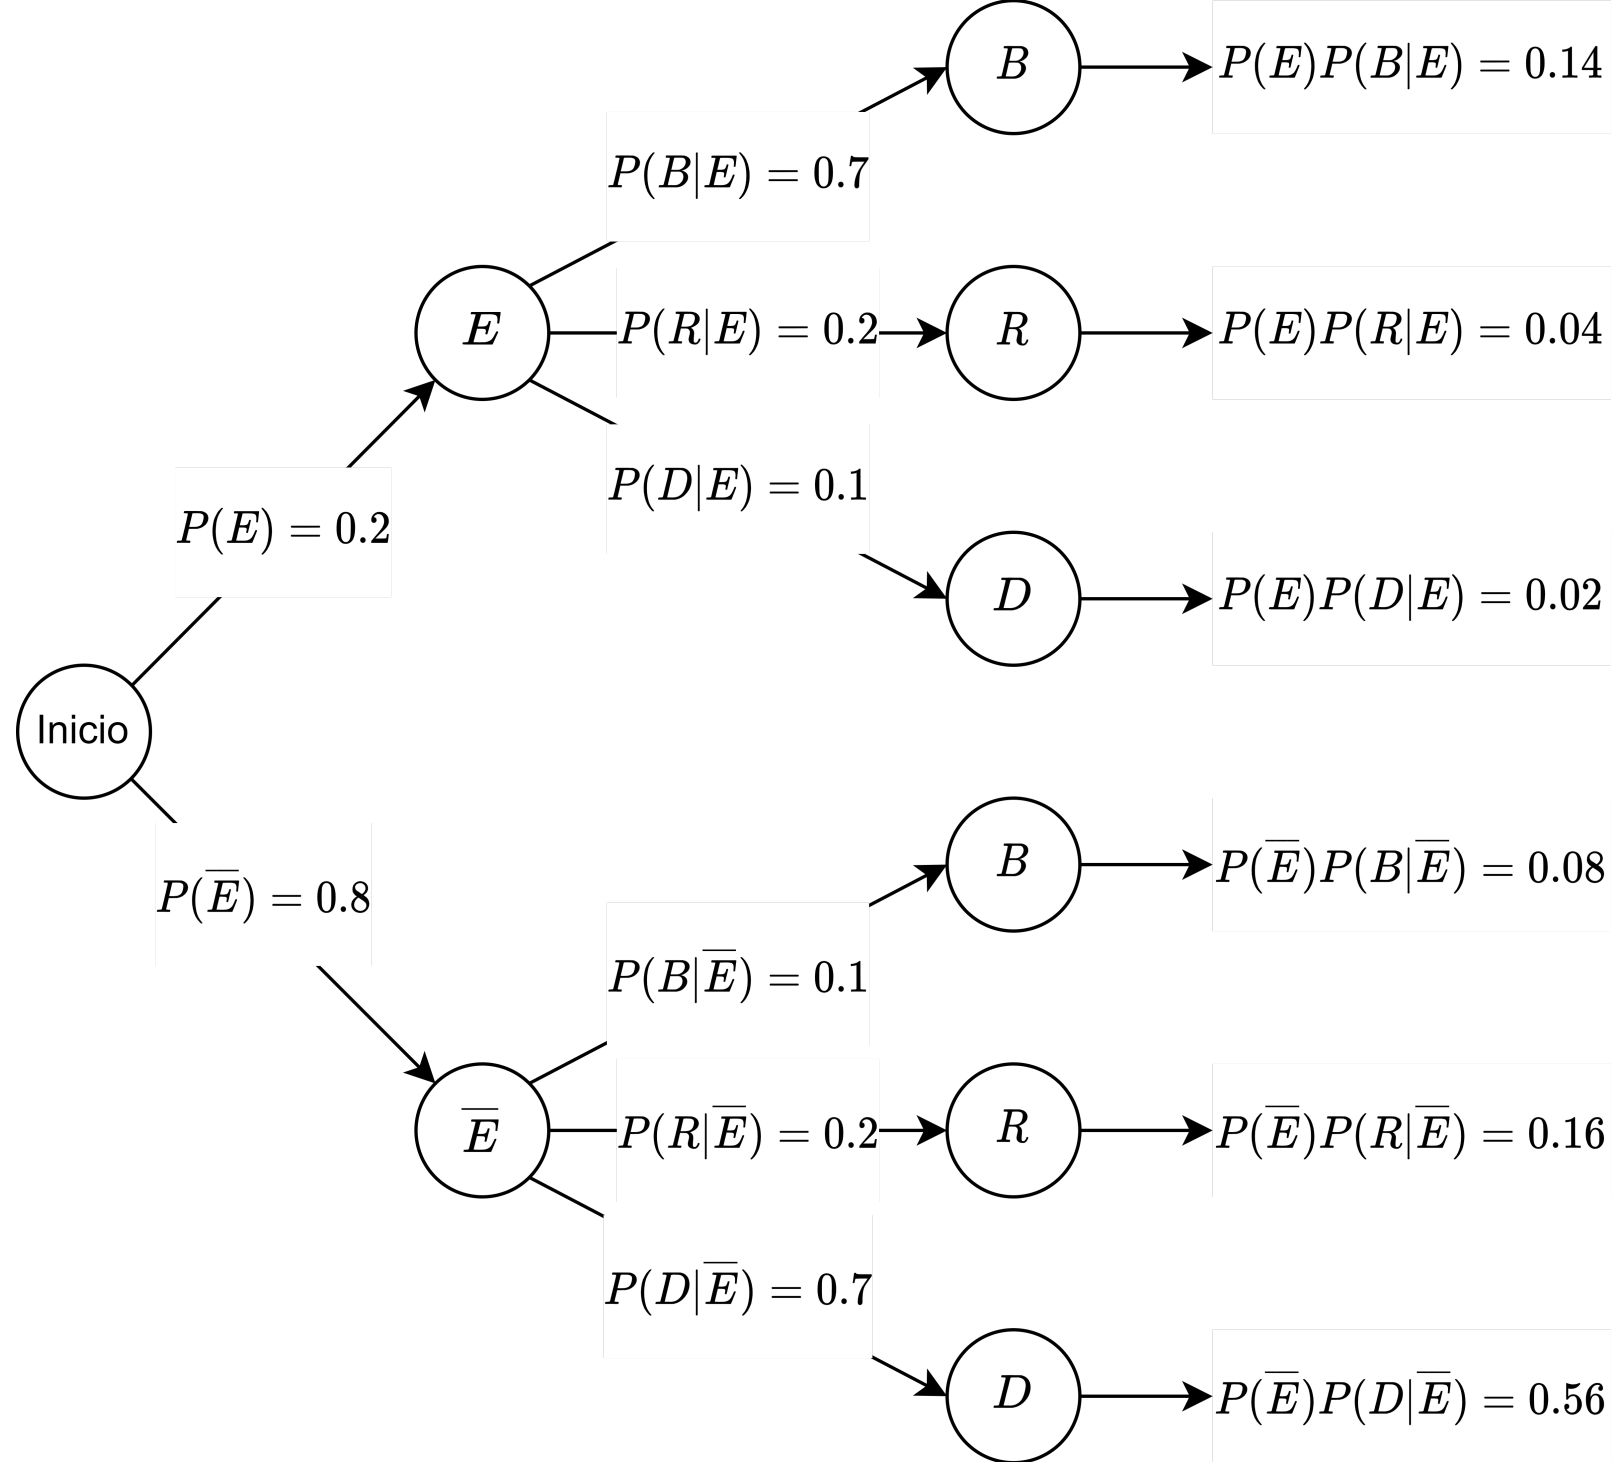 B
P(E)P(B|E) = 0.14
P(B|E) = 0.7
E
P(R|E) = 0.2
R
P(E)P(R|E) = 0.04
P(D|E) = 0.1
P(E) = 0.2
D
P(E)P(D|E) = 0.02
Inicio
P(E̅) = 0.8
B
P(E̅)P(B|E̅) = 0.08
P(B|E̅) = 0.1
E̅
P(R|E̅) = 0.2
R
P(E̅)P(R|E̅) = 0.16
P(D|E̅) = 0.7
D
P(E̅)P(D|E̅) = 0.56